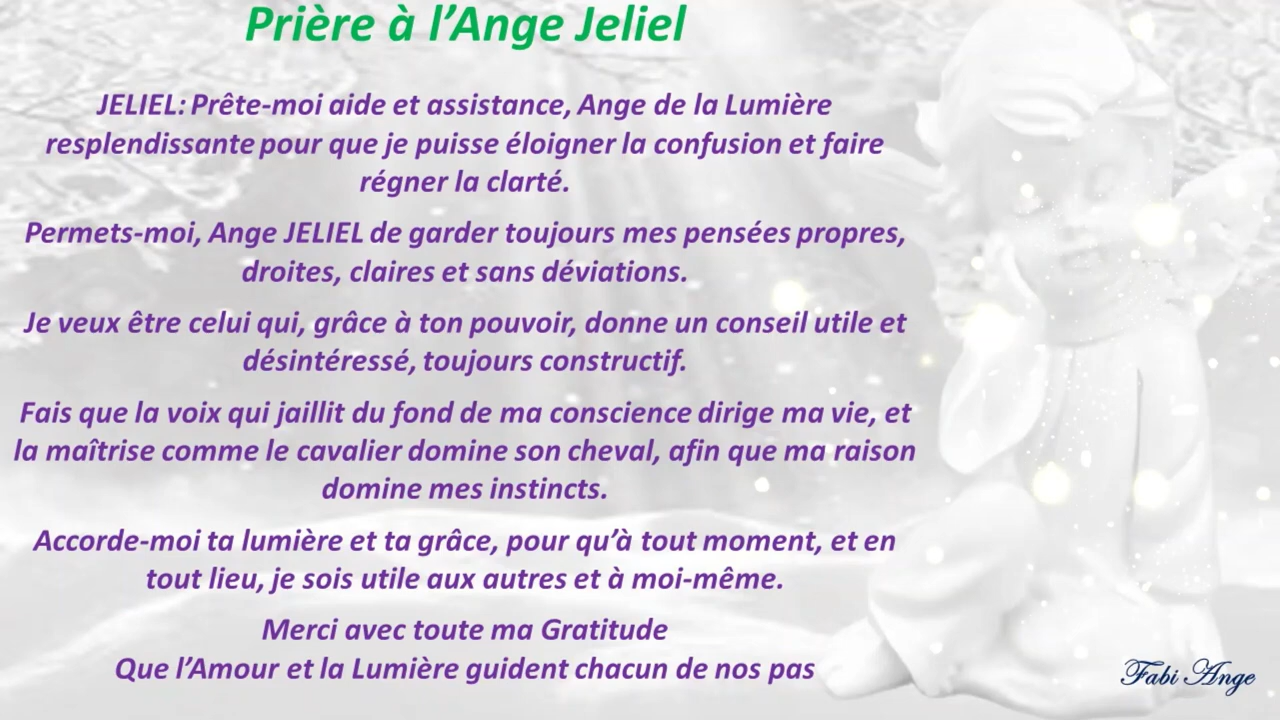 Prière à l’Ange Jeliel
JELIEL: Prête-moi aide et assistance, Ange de la Lumière
resplendissante pour que je puisse éloigner la confusion et faire
régner la clarté.
Permets-moi, Ange JELIEL de garder toujours mes pensées propres,
droites, claires et sans déviations.
Je veux être celui qui, grâce à ton pouvoir, donne un conseil utile et
désintéressé, toujours constructif.
Fais que la voix qui jaillit du fond de ma conscience dirige ma vie, et
la maîtrise comme le cavalier domine son cheval, afin que ma raison
domine mes instincts.
Accorde-moi ta lumière et ta grâce, pour qu’à tout moment, et en
tout lieu, je sois utile aux autres et à moi-même.
Merci avec toute ma Gratitude
Que l’Amour et la Lumière guident chacun de nos pas
Fabi Ange